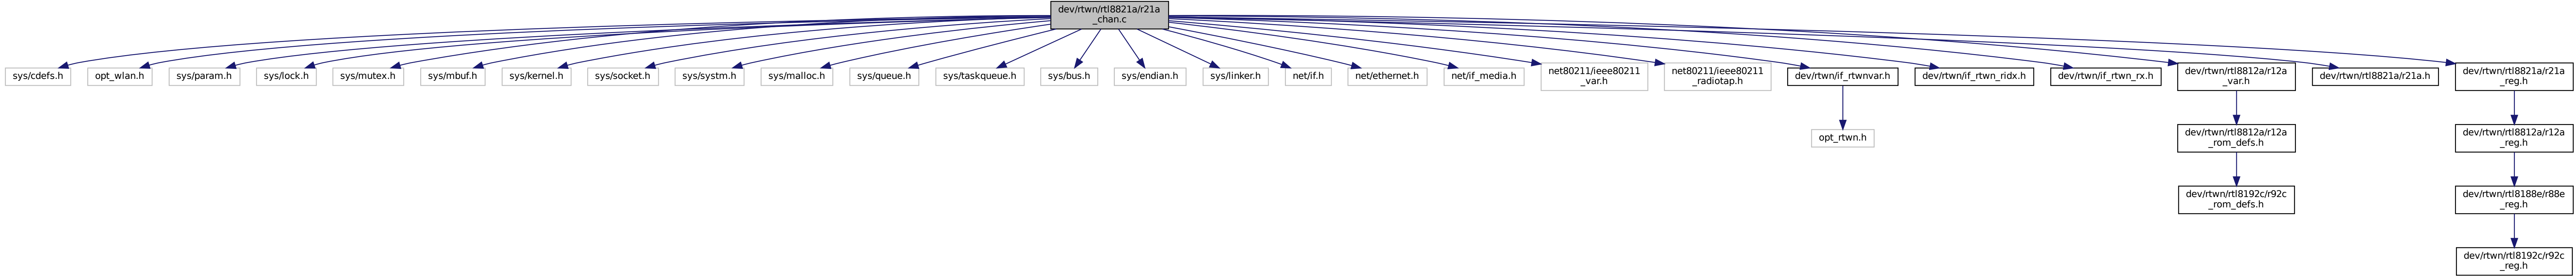 dev/rtwn/rtl8821a/r21a
_chan.c
sys/cdefs.h
opt_wlan.h
sys/param.h
sys/lock.h
sys/mutex.h
sys/mbuf.h
sys/kernel.h
sys/socket.h
sys/systm.h
sys/malloc.h
sys/queue.h
sys/taskqueue.h
sys/bus.h
sys/endian.h
sys/linker.h
net/if.h
net/ethernet.h
net/if_media.h
net80211/ieee80211
_var.h
net80211/ieee80211
_radiotap.h
dev/rtwn/if_rtwnvar.h
dev/rtwn/if_rtwn_ridx.h
dev/rtwn/if_rtwn_rx.h
dev/rtwn/rtl8812a/r12a
_var.h
dev/rtwn/rtl8821a/r21a.h
dev/rtwn/rtl8821a/r21a
_reg.h
opt_rtwn.h
dev/rtwn/rtl8812a/r12a
_rom_defs.h
dev/rtwn/rtl8812a/r12a
_reg.h
dev/rtwn/rtl8192c/r92c
_rom_defs.h
dev/rtwn/rtl8188e/r88e
_reg.h
dev/rtwn/rtl8192c/r92c
_reg.h